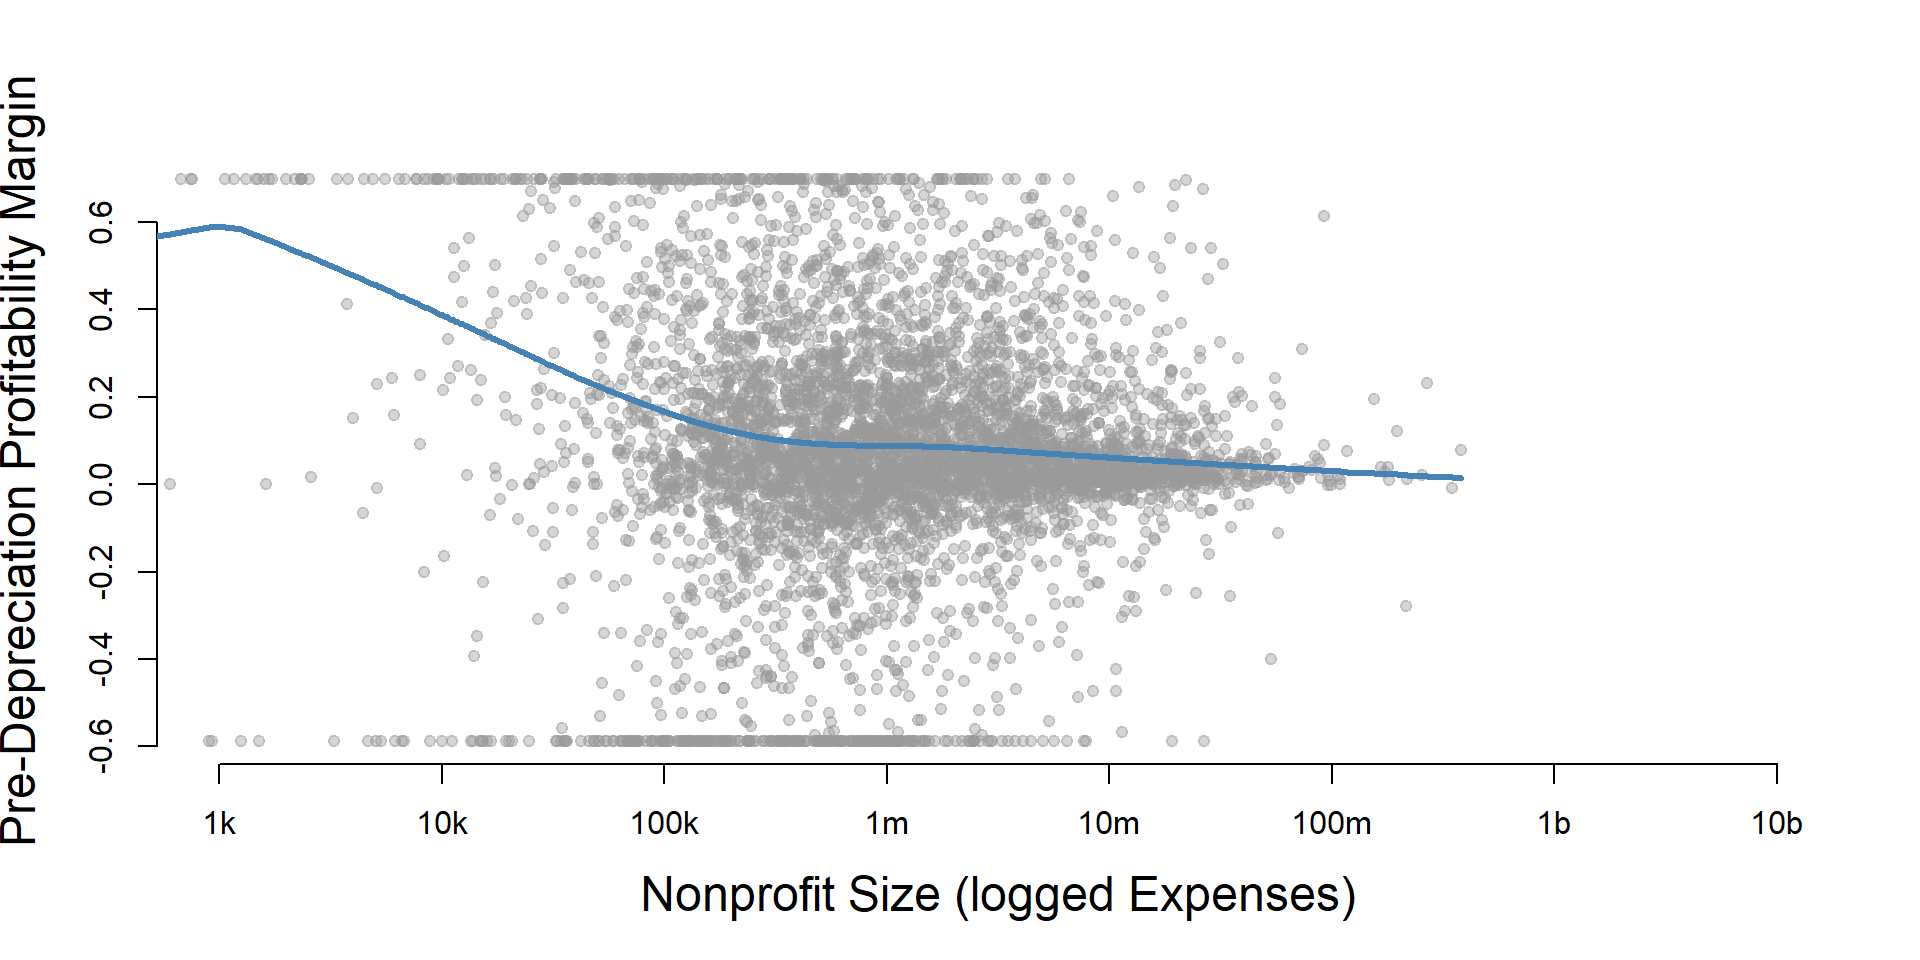 Pre-Depreciation Profitability Margin
0.6
0.4
0.2
0.0
-0.2
-0.4
-0.6
1k 10k 100k 1m 10m 100m 1b 10b
Nonprofit Size (logged Expenses)